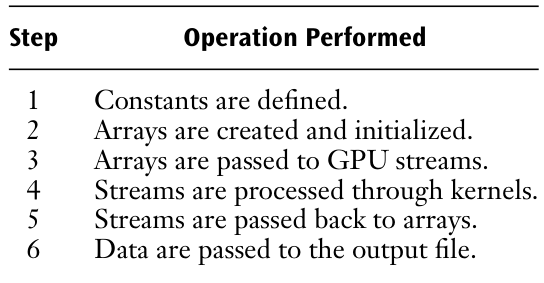 Step Operation Performed
1 Constants are defined.
2 Arrays are created and initialized.
3 Arrays are passed to GPU streams.
4 Streams are processed through kernels.
5 Streams are passed back to arrays.
6 Data are passed to the output file.